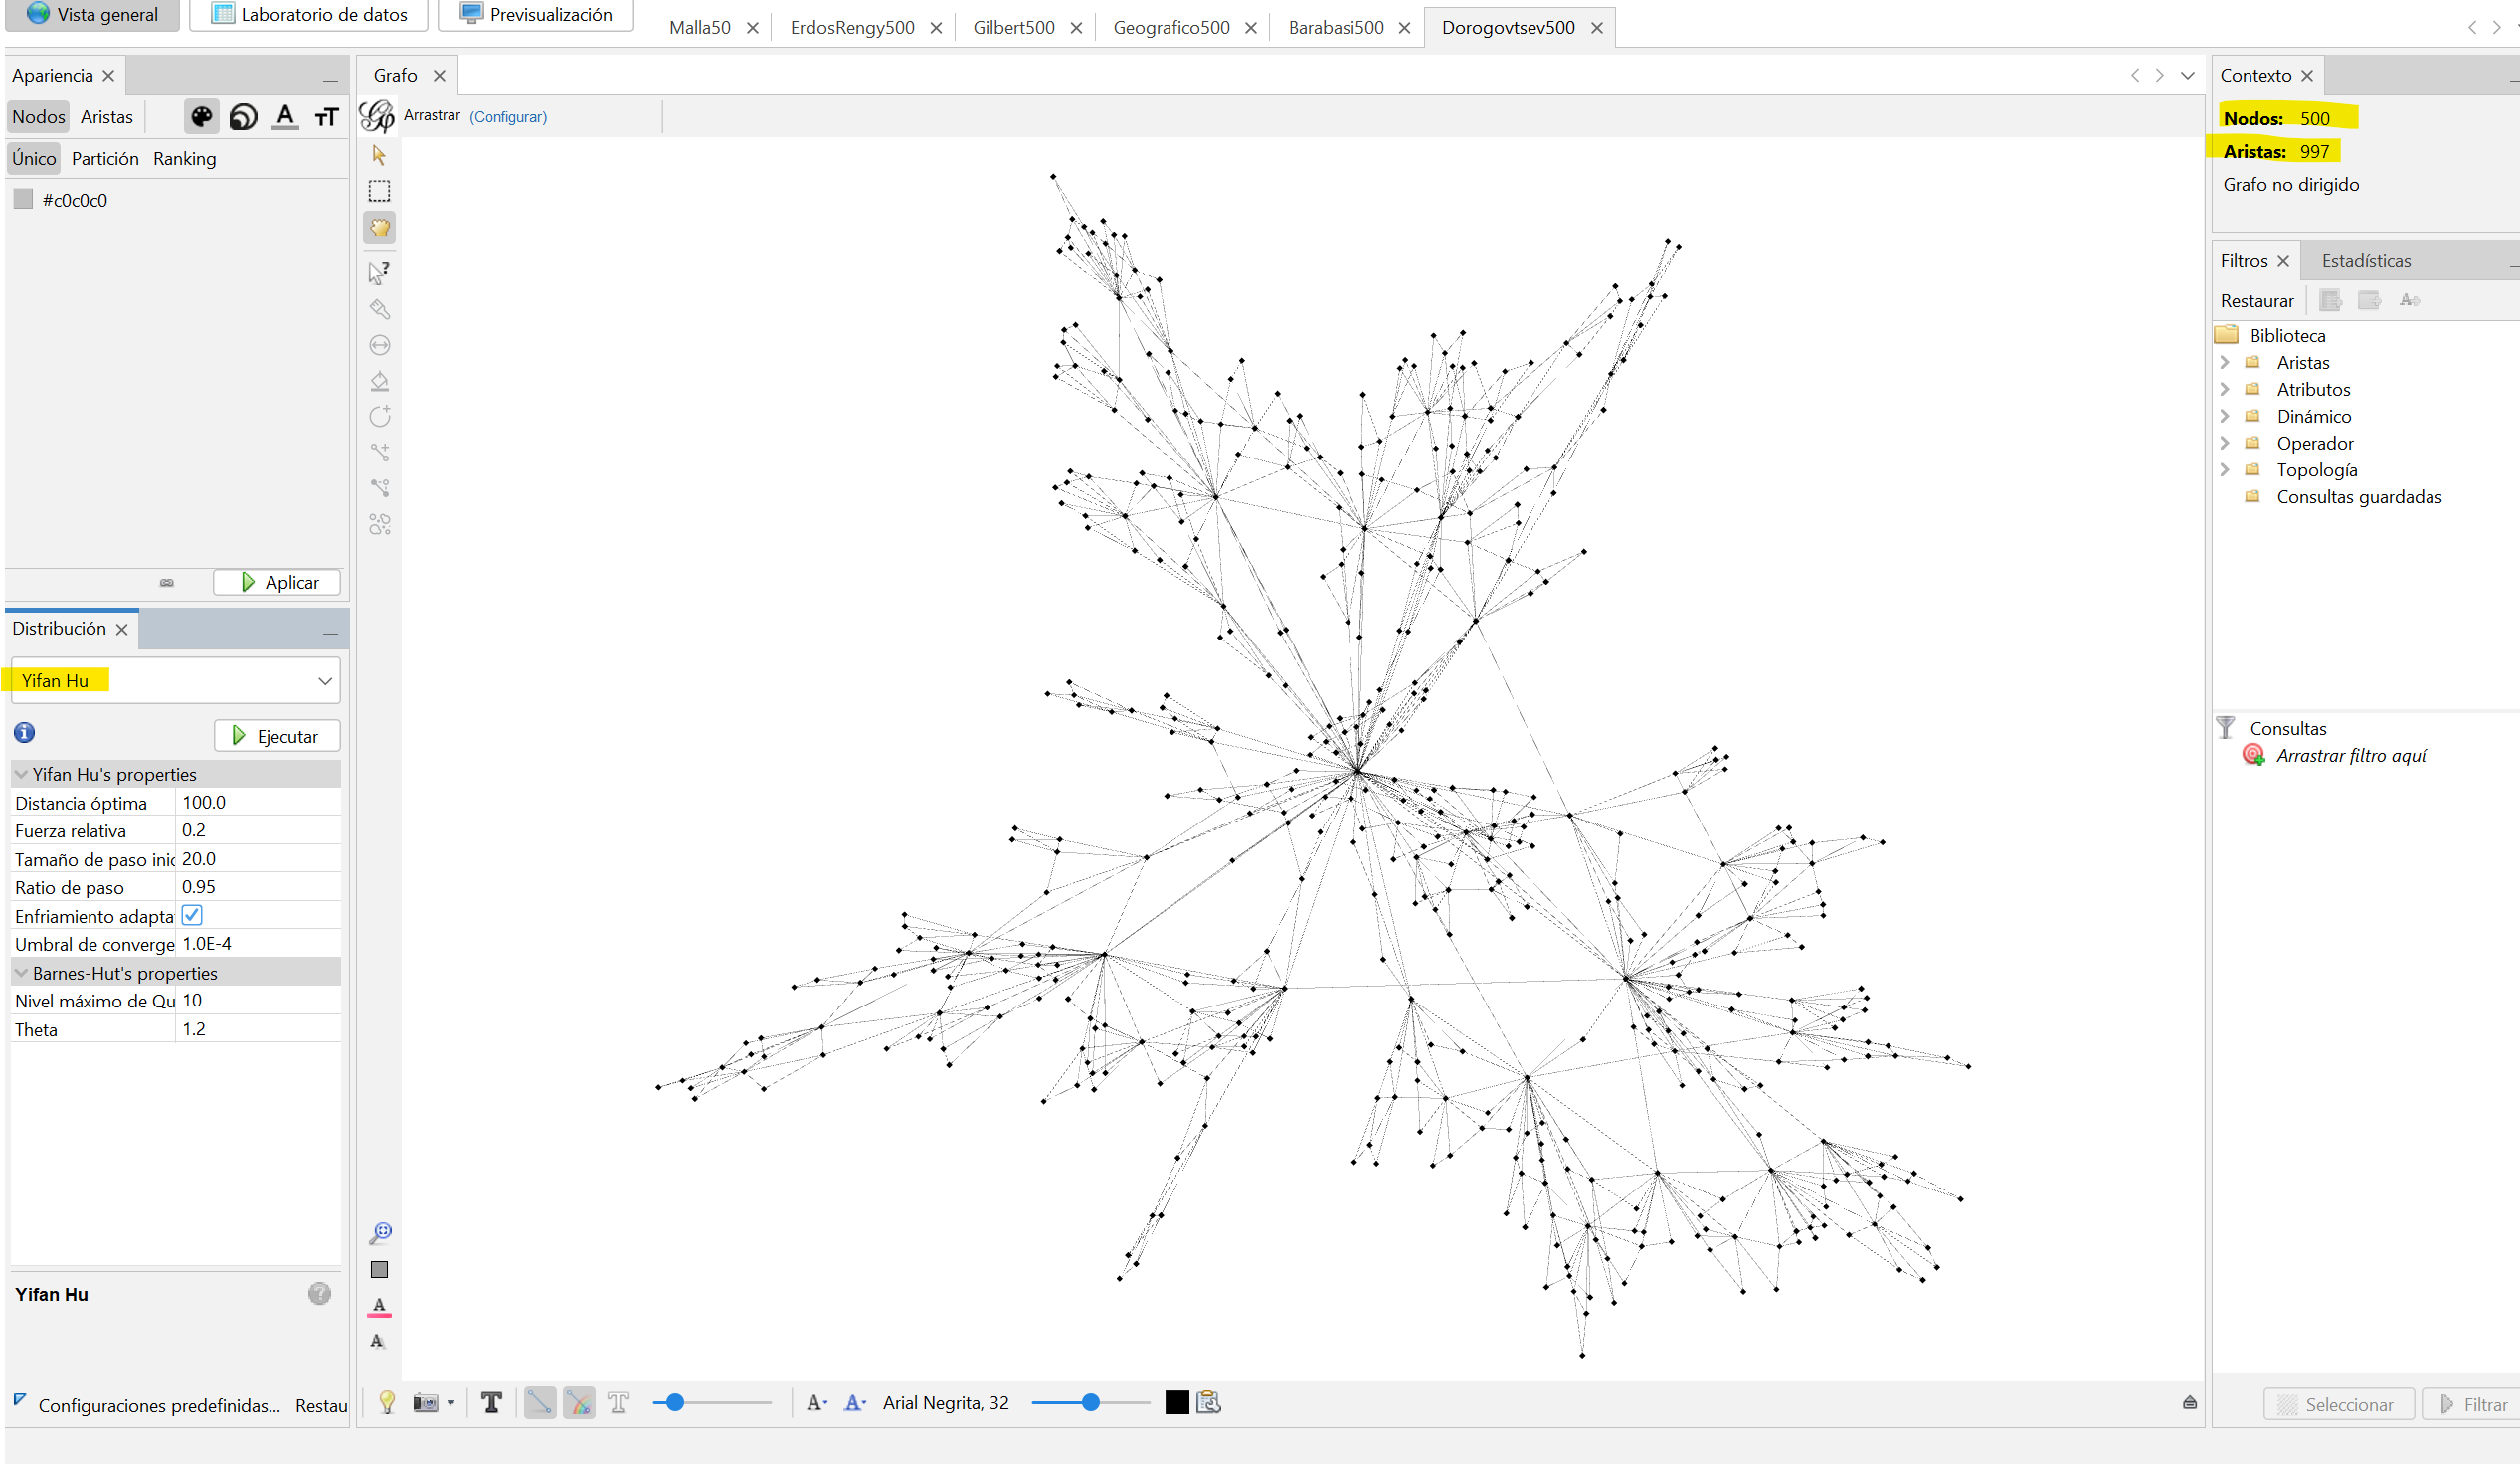 Vista general
Laboratorio de datos
Previsualización
Malla50
ErdosRengy500
Gilbert500
Geografico500
Barabasi500
Dorogovtsev500
Apariencia
Nodos Aristas
Único Partición Ranking
#c0c0c0
Aplicar
Distribución
Yifan Hu
Ejecutar
Yifan Hu's properties
Distancia óptima 100.0
Fuerza relativa 0.2
Tamaño de paso inic 20.0
Ratio de paso 0.95
Enfriamiento adapta
Umbral de converge 1.0E-4
Barnes-Hut's properties
Nivel máximo de Qu 10
Theta 1.2
Yifan Hu
Configuraciones predefinidas... Restau
Grafo
Arrastrar (Configurar)
Arial Negrita, 32
Contexto
Nodos: 500
Aristas: 997
Grafo no dirigido
Filtros Estadísticas
Restaurar
Biblioteca
Aristas
Atributos
Dinámico
Operador
Topología
Consultas guardadas
Consultas
Arrastrar filtro aquí
Seleccionar Filtrar